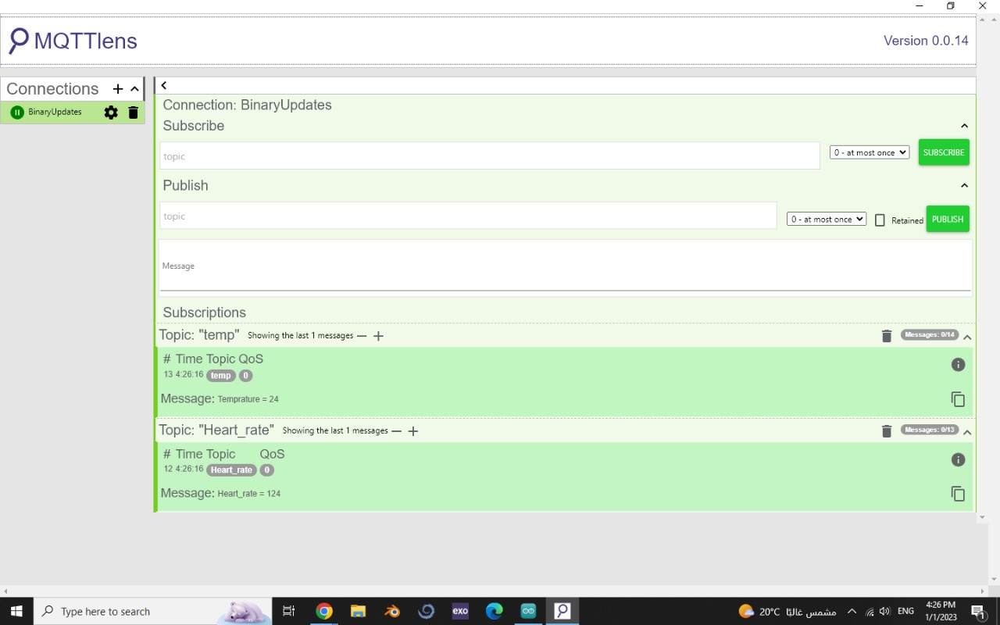 MQTTlens
Version 0.0.14
Connections
BinaryUpdates
Connection: BinaryUpdates
Subscribe
topic
0 - at most once
SUBSCRIBE
Publish
topic
0 - at most once
Retained
PUBLISH
Message
Subscriptions
Topic: "temp" Showing the last 1 messages
Messages: 0/14
# Time Topic QoS
13 4:26:16 temp 0
Message: Temprature = 24
Topic: "Heart_rate" Showing the last 1 messages
Messages: 0/13
# Time Topic QoS
12 4:26:16 Heart_rate 0
Message: Heart_rate = 124
Type here to search
exo
20°C مشمس غالبًا
ENG
4:26 PM
1/1/2023
1